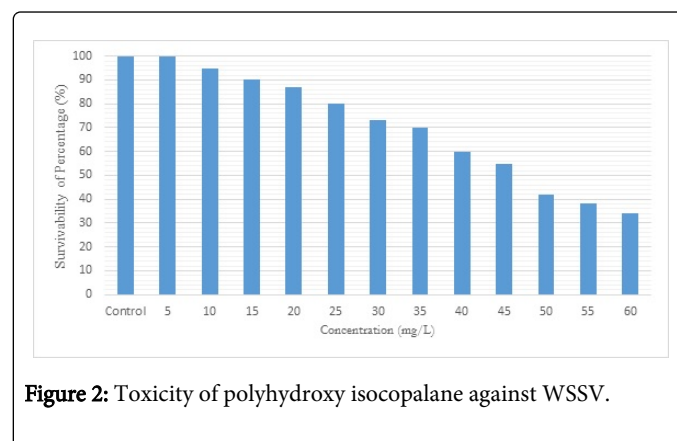 100
90
80
70
60
50
40
30
20
10
0
Survivability of Percentage (%)
Control 5 10 15 20 25 30 35 40 45 50 55 60
Concentration (mg/L)
Figure 2: Toxicity of polyhydroxy isocopalane against WSSV.